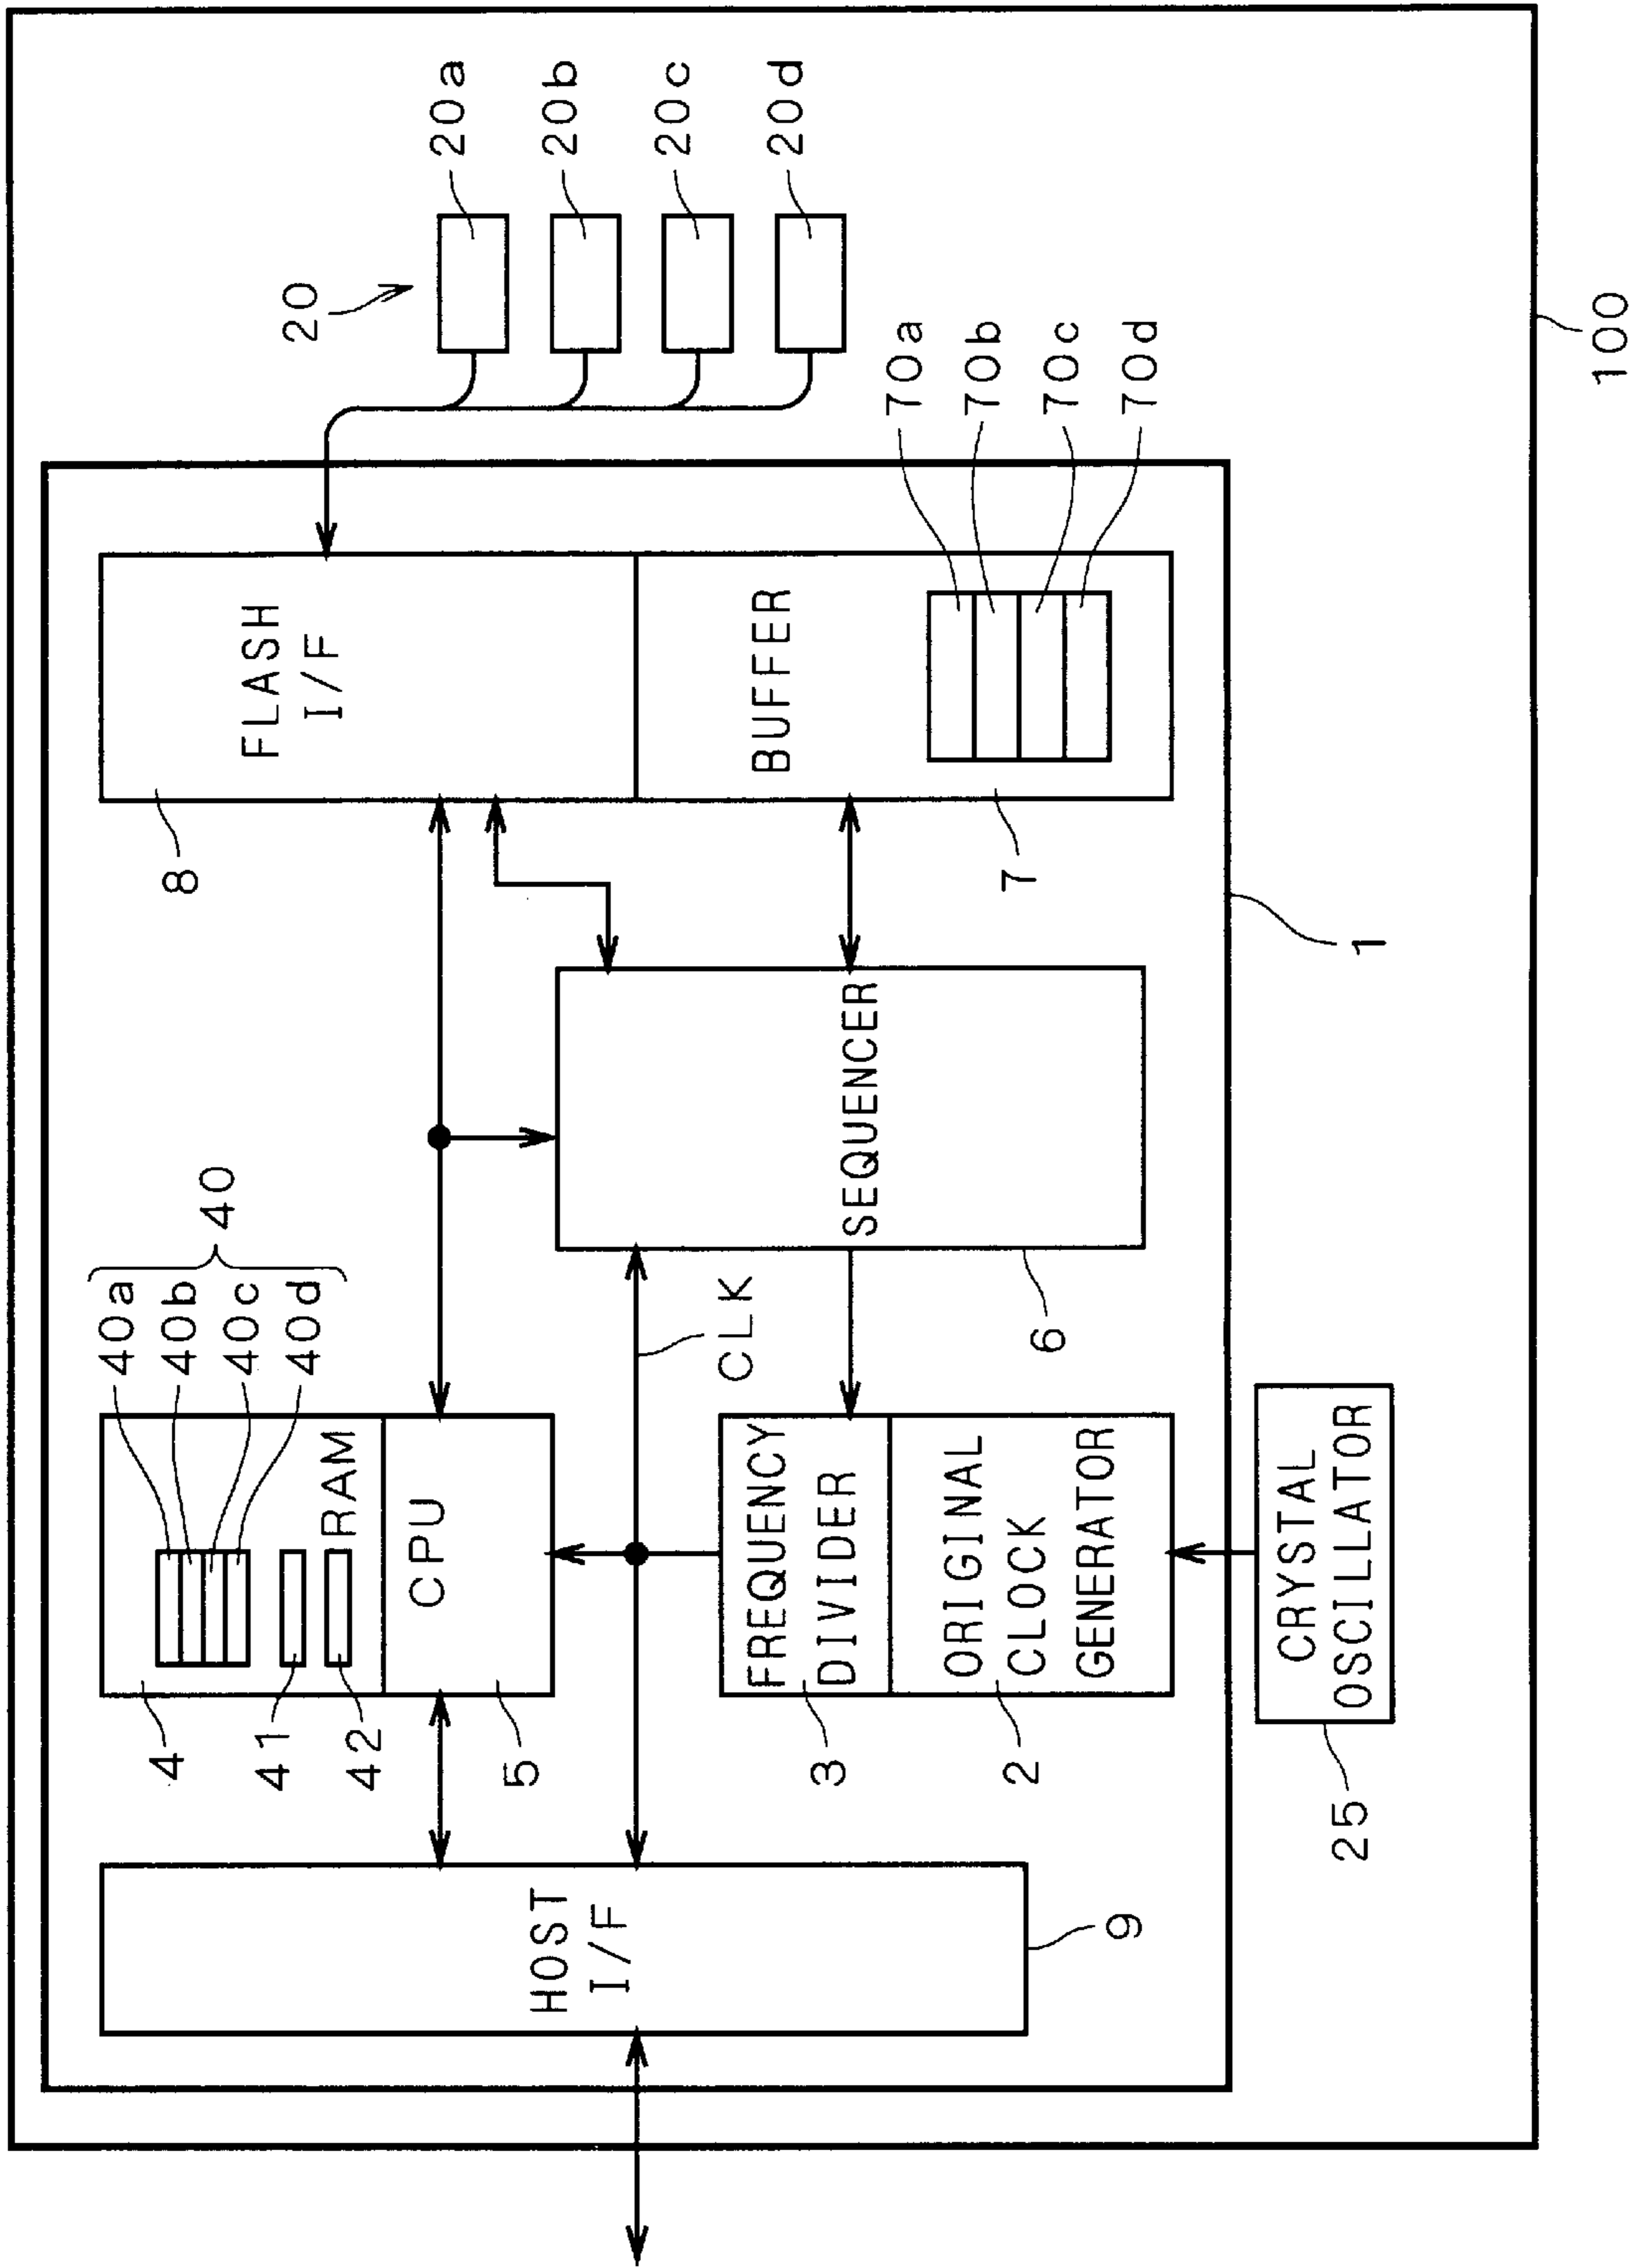 40a
40b
40c
40d
40
20
20a
20b
20c
20d
4
41
42
RAM
CPU
5
8
FLASH
I/F
HOST
I/F
9
CLK
FREQUENCY
DIVIDER
3
ORIGINAL
CLOCK
GENERATOR
2
SEQUENCER
6
BUFFER
7
70a
70b
70c
70d
CRYSTAL
OSCILLATOR
25
1
100